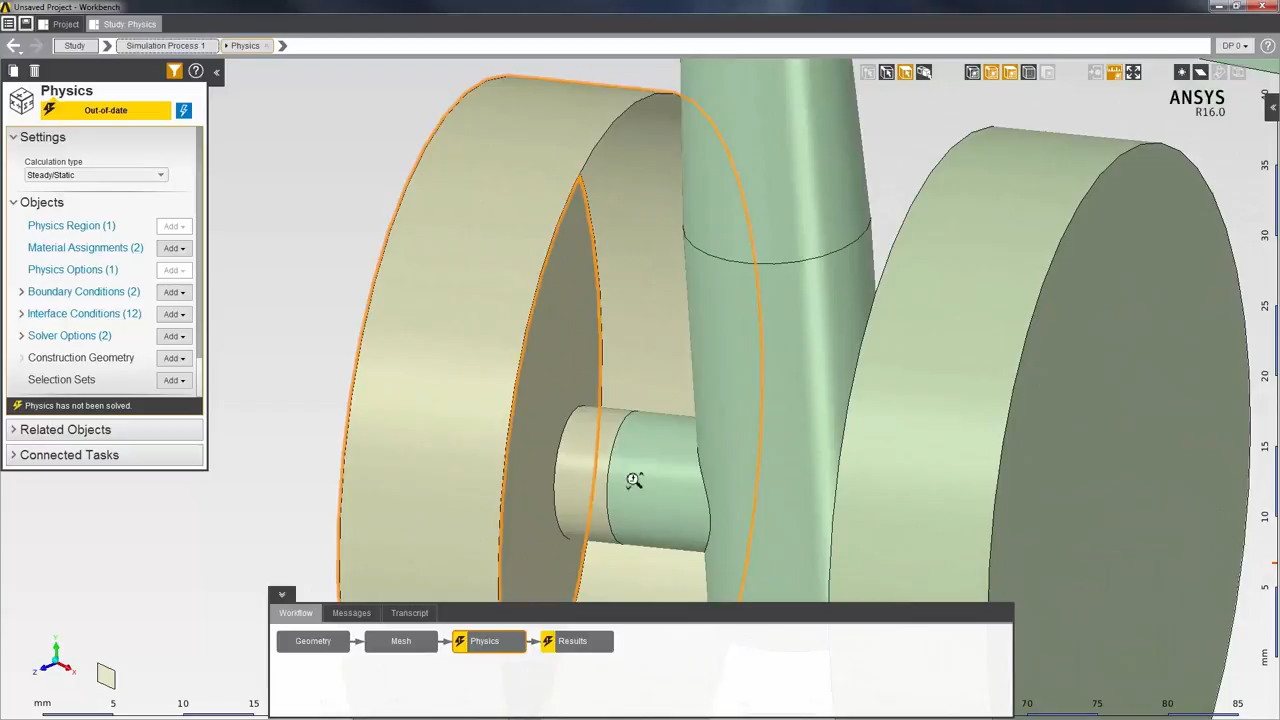 Unsaved Project - Workbench
Project
Study: Physics
Study
Simulation Process 1
Physics
DP 0
Physics
Out-of-date
Settings
Calculation type
Steady/Static
Objects
Physics Region (1)
Add
Material Assignments (2)
Add
Physics Options (1)
Add
Boundary Conditions (2)
Add
Interface Conditions (12)
Add
Solver Options (2)
Add
Construction Geometry
Add
Selection Sets
Add
Physics has not been solved.
Related Objects
Connected Tasks
ANSYS
R16.0
35
30
25
20
15
10
5
mm
Workflow
Messages
Transcript
Geometry
Mesh
Physics
Results
Y
Z
X
mm
5
10
15
70
75
80
85